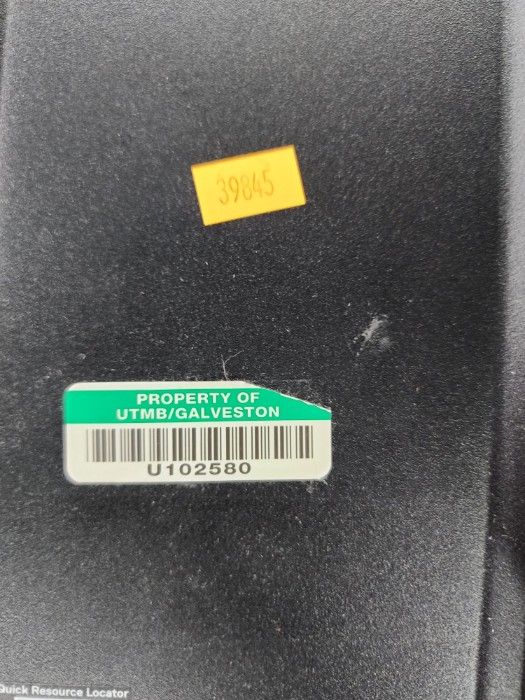 39845
PROPERTY OF
UTMB/GALVESTON
U102580
Quick Resource Locator